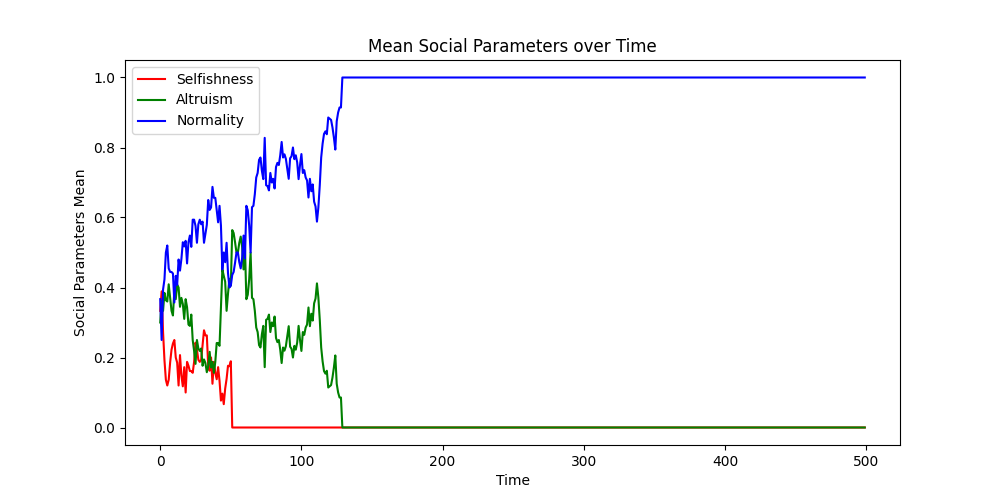 Mean Social Parameters over Time
Selfishness
Altruism
Normality
1.0
0.8
0.6
0.4
0.2
0.0
Social Parameters Mean
0
100
200
300
400
500
Time